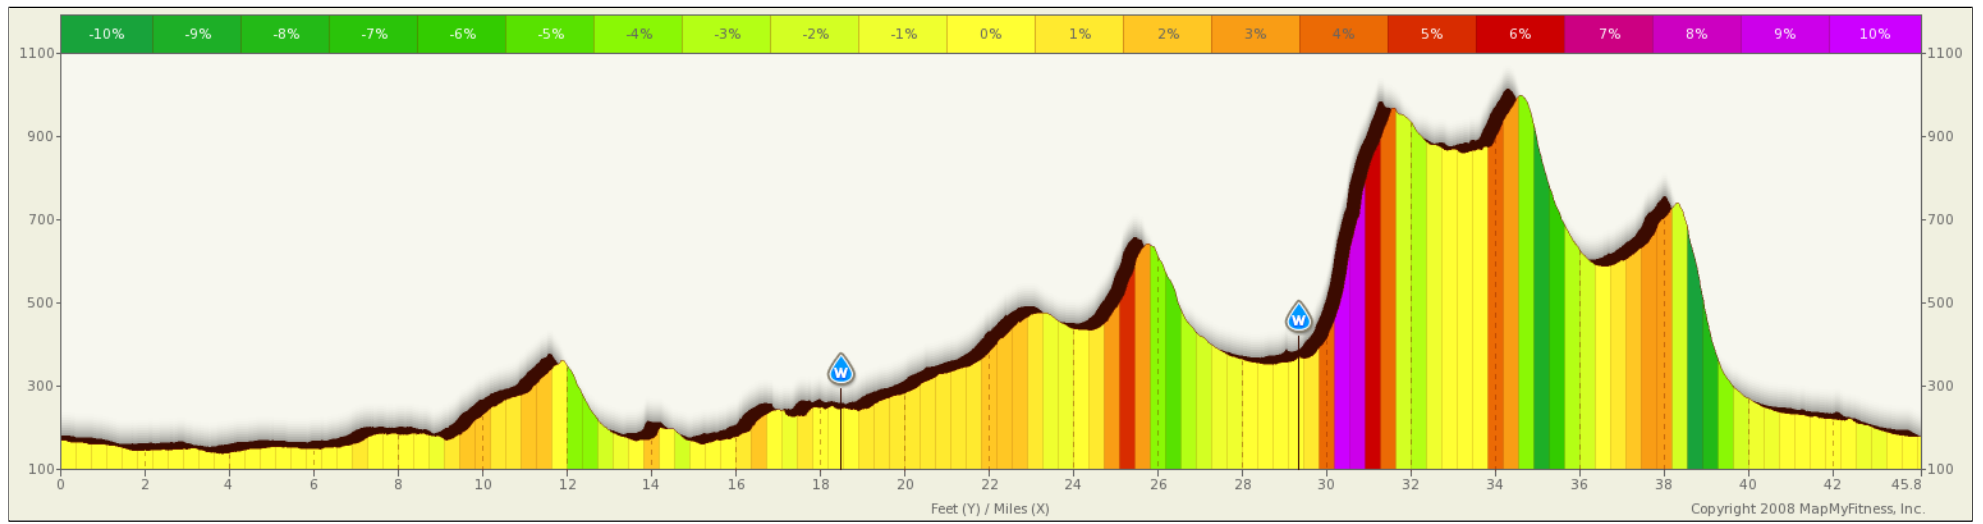 -10% -9% -8% -7% -6% -5% -4% -3% -2% -1% 0% 1% 2% 3% 4% 5% 6% 7% 8% 9% 10%
1100 1100
900 900
700 700
500 500
W
300 300
W
100 100
0 2 4 6 8 10 12 14 16 18 20 22 24 26 28 30 32 34 36 38 40 42 45.8
Feet (Y) / Miles (X) Copyright 2008 MapMyFitness, Inc.